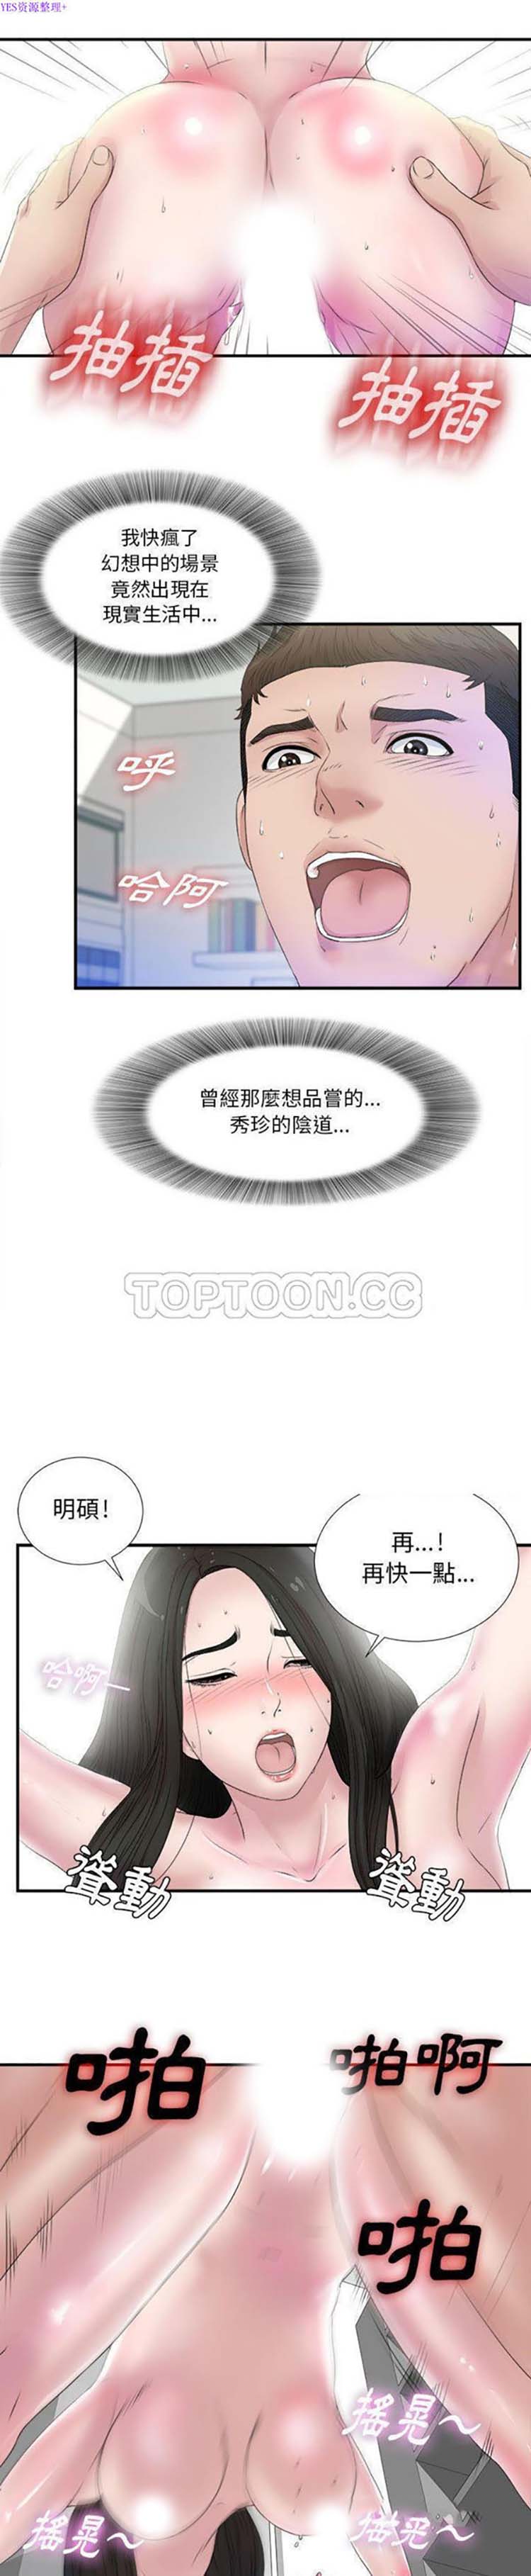 YES资源整理+
抽插
抽插
我快瘋了
幻想中的場景
竟然出現在
現實生活中...
呼
哈阿
曾經那麼想品嘗的...
秀珍的陰道...
TOPTOON.CC
明碩!
再...!
再快一點...
哈啊—
聳動
聳動
啪
啪啊
啪
搖晃~
搖晃~
搖晃~